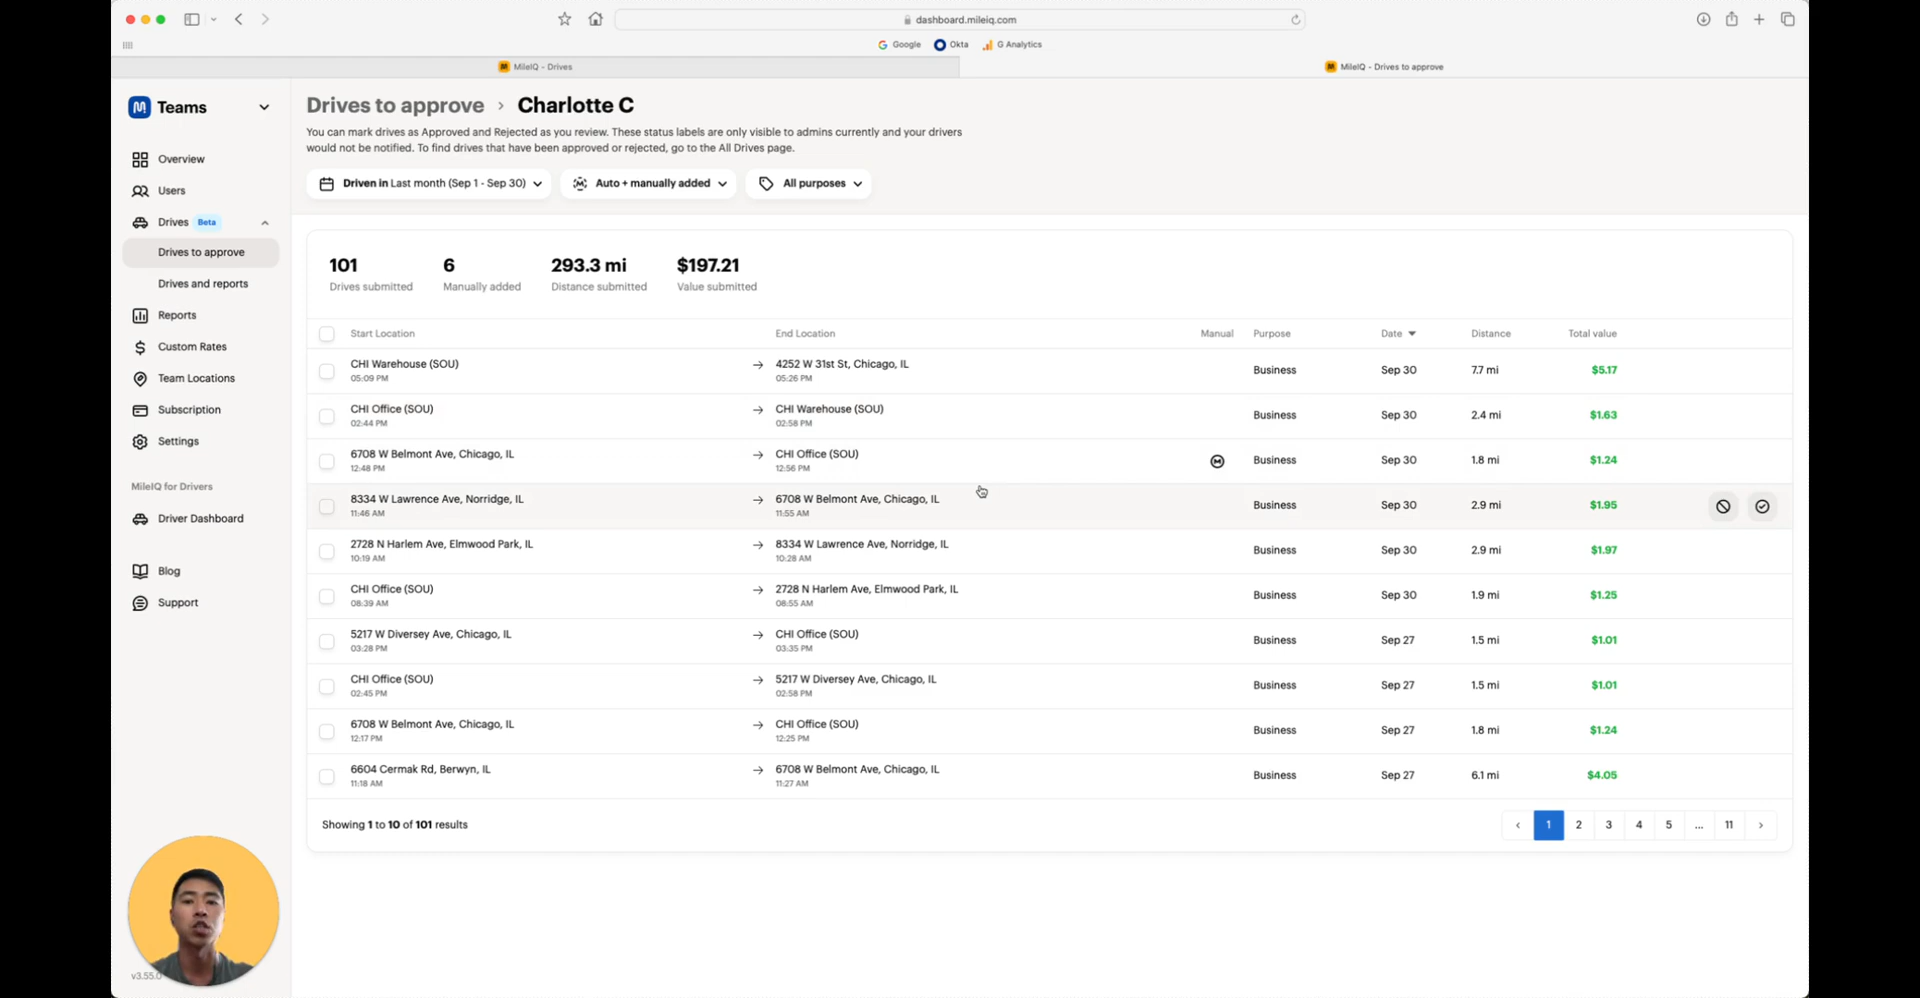 dashboard.mileiq.com
Google Okta G Analytics
MileIQ - Drives
MileIQ - Drives to approve
Teams
Overview
Users
Drives Beta
Drives to approve
Drives and reports
Reports
Custom Rates
Team Locations
Subscription
Settings
MileIQ for Drivers
Driver Dashboard
Blog
Support
v3.55.0
Drives to approve > Charlotte C
You can mark drives as Approved and Rejected as you review. These status labels are only visible to admins currently and your drivers
would not be notified. To find drives that have been approved or rejected, go to the All Drives page.
Driven in Last month (Sep 1 - Sep 30) Auto + manually added All purposes
101 6 293.3 mi $197.21
Drives submitted Manually added Distance submitted Value submitted
Start Location End Location Manual Purpose Date Distance Total value
CHI Warehouse (SOU) → 4252 W 31st St, Chicago, IL Business Sep 30 7.7 mi $5.17
05:09 PM 05:26 PM
CHI Office (SOU) → CHI Warehouse (SOU) Business Sep 30 2.4 mi $1.63
02:44 PM 02:58 PM
6708 W Belmont Ave, Chicago, IL → CHI Office (SOU) Business Sep 30 1.8 mi $1.24
12:48 PM 12:56 PM
8334 W Lawrence Ave, Norridge, IL → 6708 W Belmont Ave, Chicago, IL Business Sep 30 2.9 mi $1.95
11:46 AM 11:55 AM
2728 N Harlem Ave, Elmwood Park, IL → 8334 W Lawrence Ave, Norridge, IL Business Sep 30 2.9 mi $1.97
10:19 AM 10:28 AM
CHI Office (SOU) → 2728 N Harlem Ave, Elmwood Park, IL Business Sep 30 1.9 mi $1.25
08:39 AM 08:55 AM
5217 W Diversey Ave, Chicago, IL → CHI Office (SOU) Business Sep 27 1.5 mi $1.01
03:28 PM 03:35 PM
CHI Office (SOU) → 5217 W Diversey Ave, Chicago, IL Business Sep 27 1.5 mi $1.01
02:45 PM 02:58 PM
6708 W Belmont Ave, Chicago, IL → CHI Office (SOU) Business Sep 27 1.8 mi $1.24
12:17 PM 12:25 PM
6604 Cermak Rd, Berwyn, IL → 6708 W Belmont Ave, Chicago, IL Business Sep 27 6.1 mi $4.05
11:18 AM 11:27 AM
Showing 1 to 10 of 101 results ‹ 1 2 3 4 5 ... 11 ›